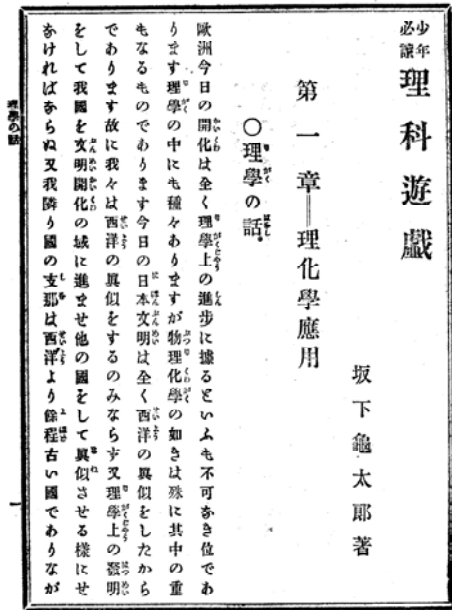 少年
必讀
理科遊戲
坂下龜太郎著
第一章＝理化學應用
○理學の話。
歐洲今日の開化は全く理學上の進步に據るといふも不可なき位であ
ります理學の中にも種々ありますが物理化學の如きは殊に其中の重
もなるものであります今日の日本文明は全く西洋の眞似をしたから
であります故に我々は西洋の眞似をするのみならず又理學上の發明
をして我國を文明開化の域に進ませ他の國をして眞似させる樣にせ
なければならぬ又我隣り國の支那は西洋より餘程古い國でありなが
理學の話
一